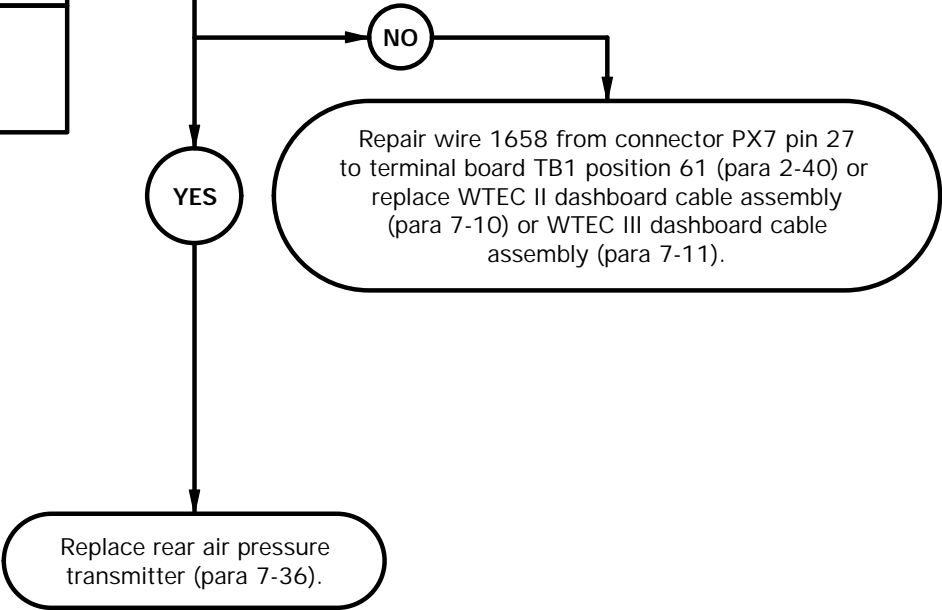 NO
Repair wire 1658 from connector PX7 pin 27
to terminal board TB1 position 61 (para 2-40) or
replace WTEC II dashboard cable assembly
(para 7-10) or WTEC III dashboard cable
assembly (para 7-11).
YES
Replace rear air pressure
transmitter (para 7-36).